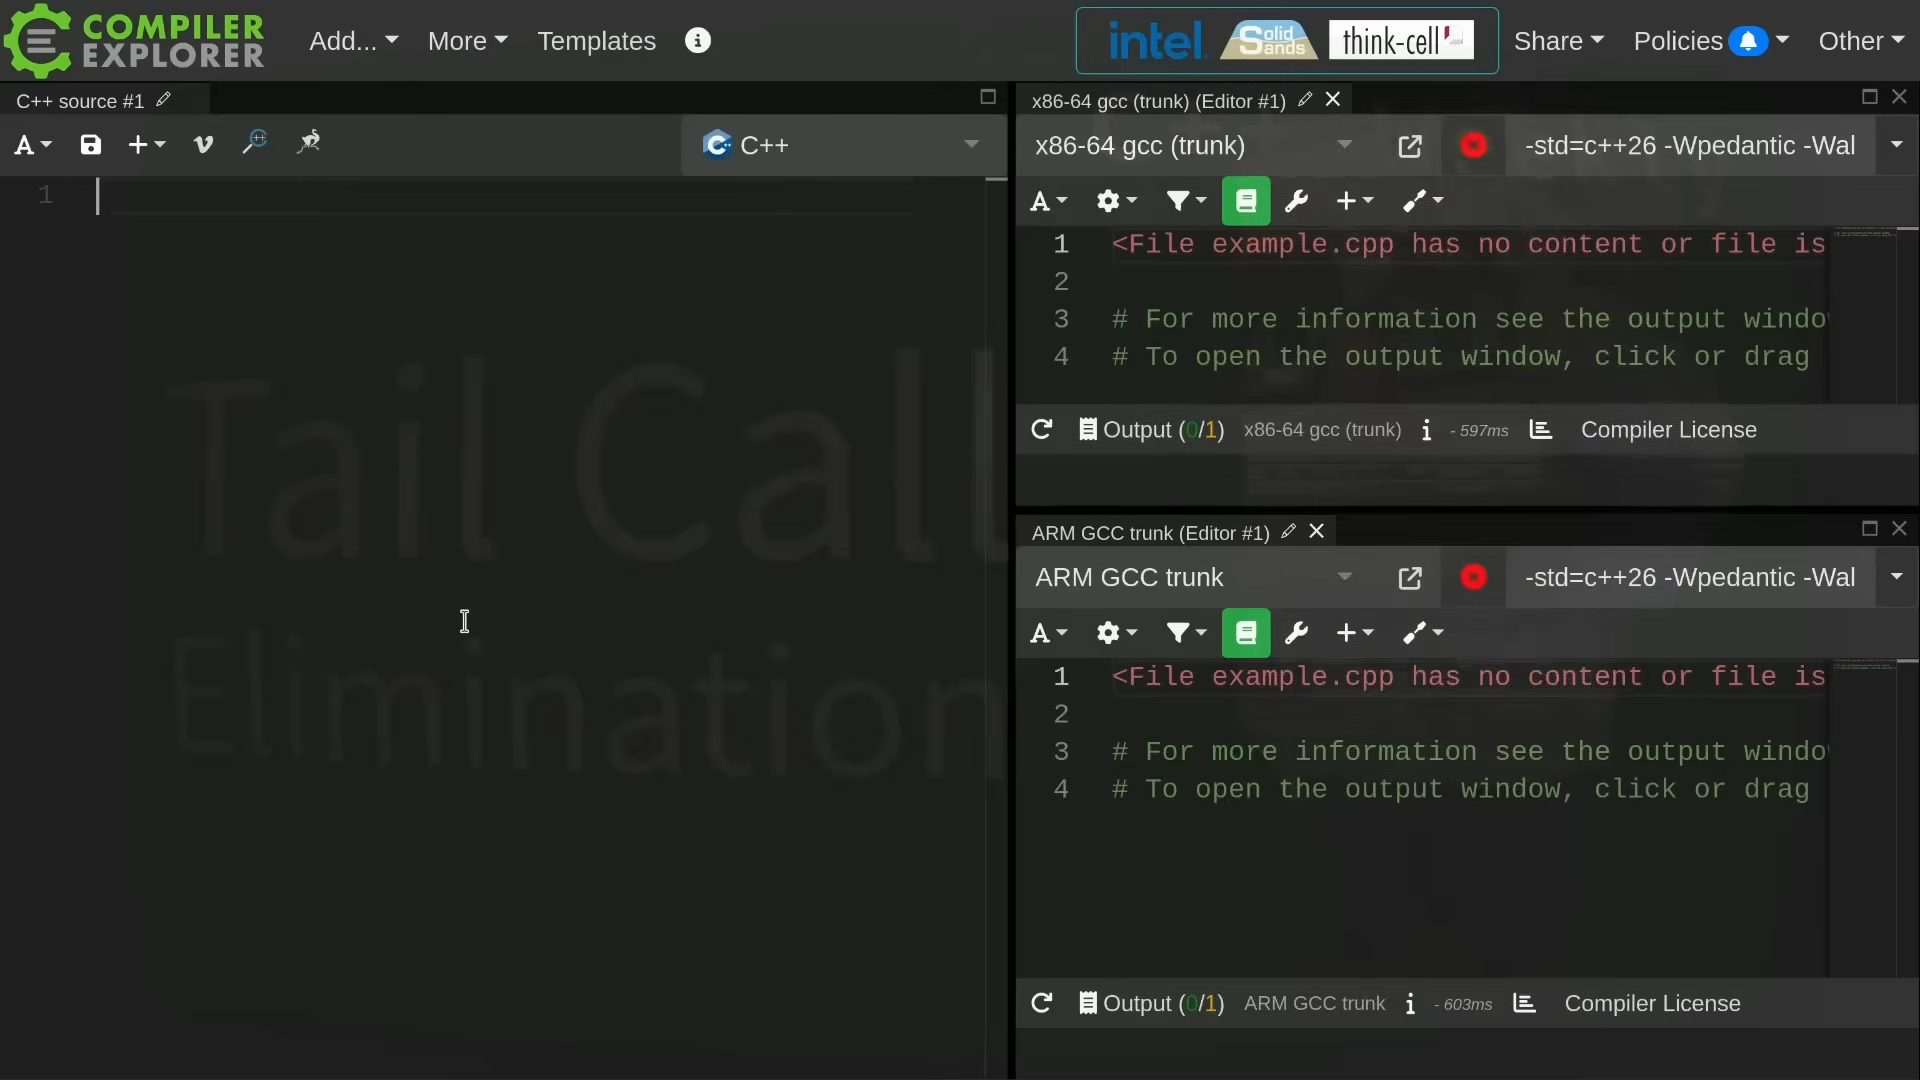 COMPILER EXPLORER
Add... More Templates
intel. Solid Sands think-cell
Share Policies Other
C++ source #1
C++
1
Tail Call
Elimination
x86-64 gcc (trunk) (Editor #1)
x86-64 gcc (trunk) -std=c++26 -Wpedantic -Wal
1 <File example.cpp has no content or file is
2
3 # For more information see the output windo
4 # To open the output window, click or drag
Output (0/1) x86-64 gcc (trunk) - 597ms Compiler License
ARM GCC trunk (Editor #1)
ARM GCC trunk -std=c++26 -Wpedantic -Wal
1 <File example.cpp has no content or file is
2
3 # For more information see the output windo
4 # To open the output window, click or drag
Output (0/1) ARM GCC trunk - 603ms Compiler License